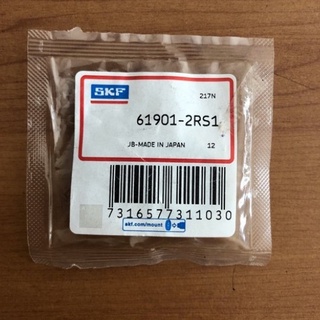 SKF
217N
61901-2RS1
JB-MADE IN JAPAN 12
7316577311030
skf.com/mount